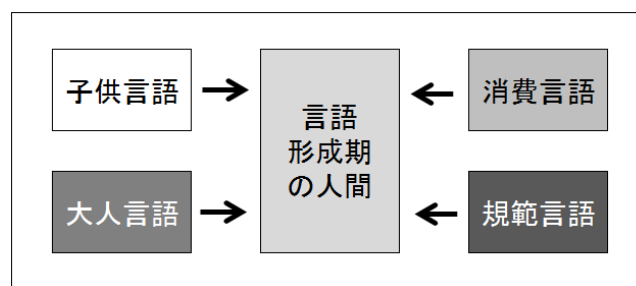 子供言語
大人言語
言語
形成期
の人間
消費言語
規範言語